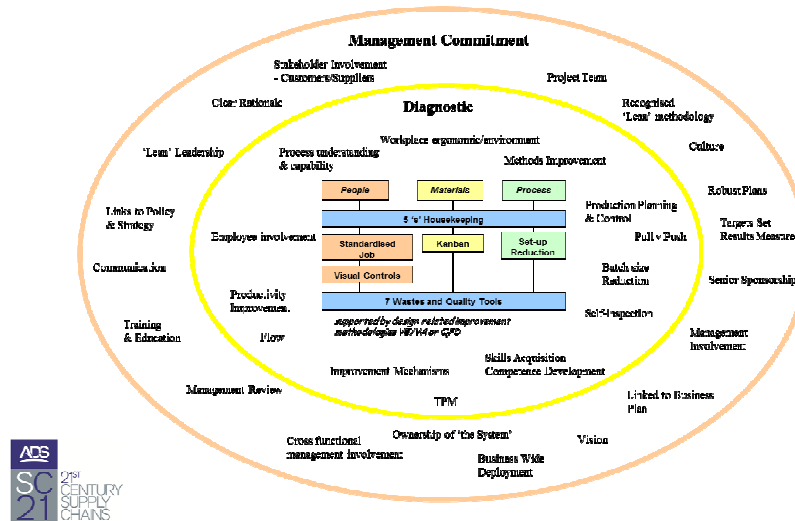 Management Commitment
Stakeholder Involvement
- Customers/Suppliers
Project Team
Clear Rationale
Diagnostic
Recognised
'Lean' methodology
Workplace ergonomic/environment
Culture
'Lean' Leadership
Process understanding
& capability
Methods Improvement
People
Materials
Process
Robust Plans
Links to Policy
& Strategy
5 's' Housekeeping
Production Planning
& Control
Targets Set
Results Measure
Employee involvement
Standardised
Job
Kanban
Set-up
Reduction
Pull v Push
Communication
Visual Controls
Batch size
Reduction
Senior Sponsorship
Productivity
Improvement
7 Wastes and Quality Tools
Self-Inspection
Training
& Education
Flow
supported by design related improvement
methodologies VE/VA or QFD
Management
Involvement
Improvement Mechanisms
Skills Acquisition
Competence Development
Management Review
TPM
Linked to Business
Plan
Cross functional
management involvement
Ownership of 'the System'
Vision
Business Wide
Deployment
ADS
SC
21
21ST
CENTURY
SUPPLY
CHAINS